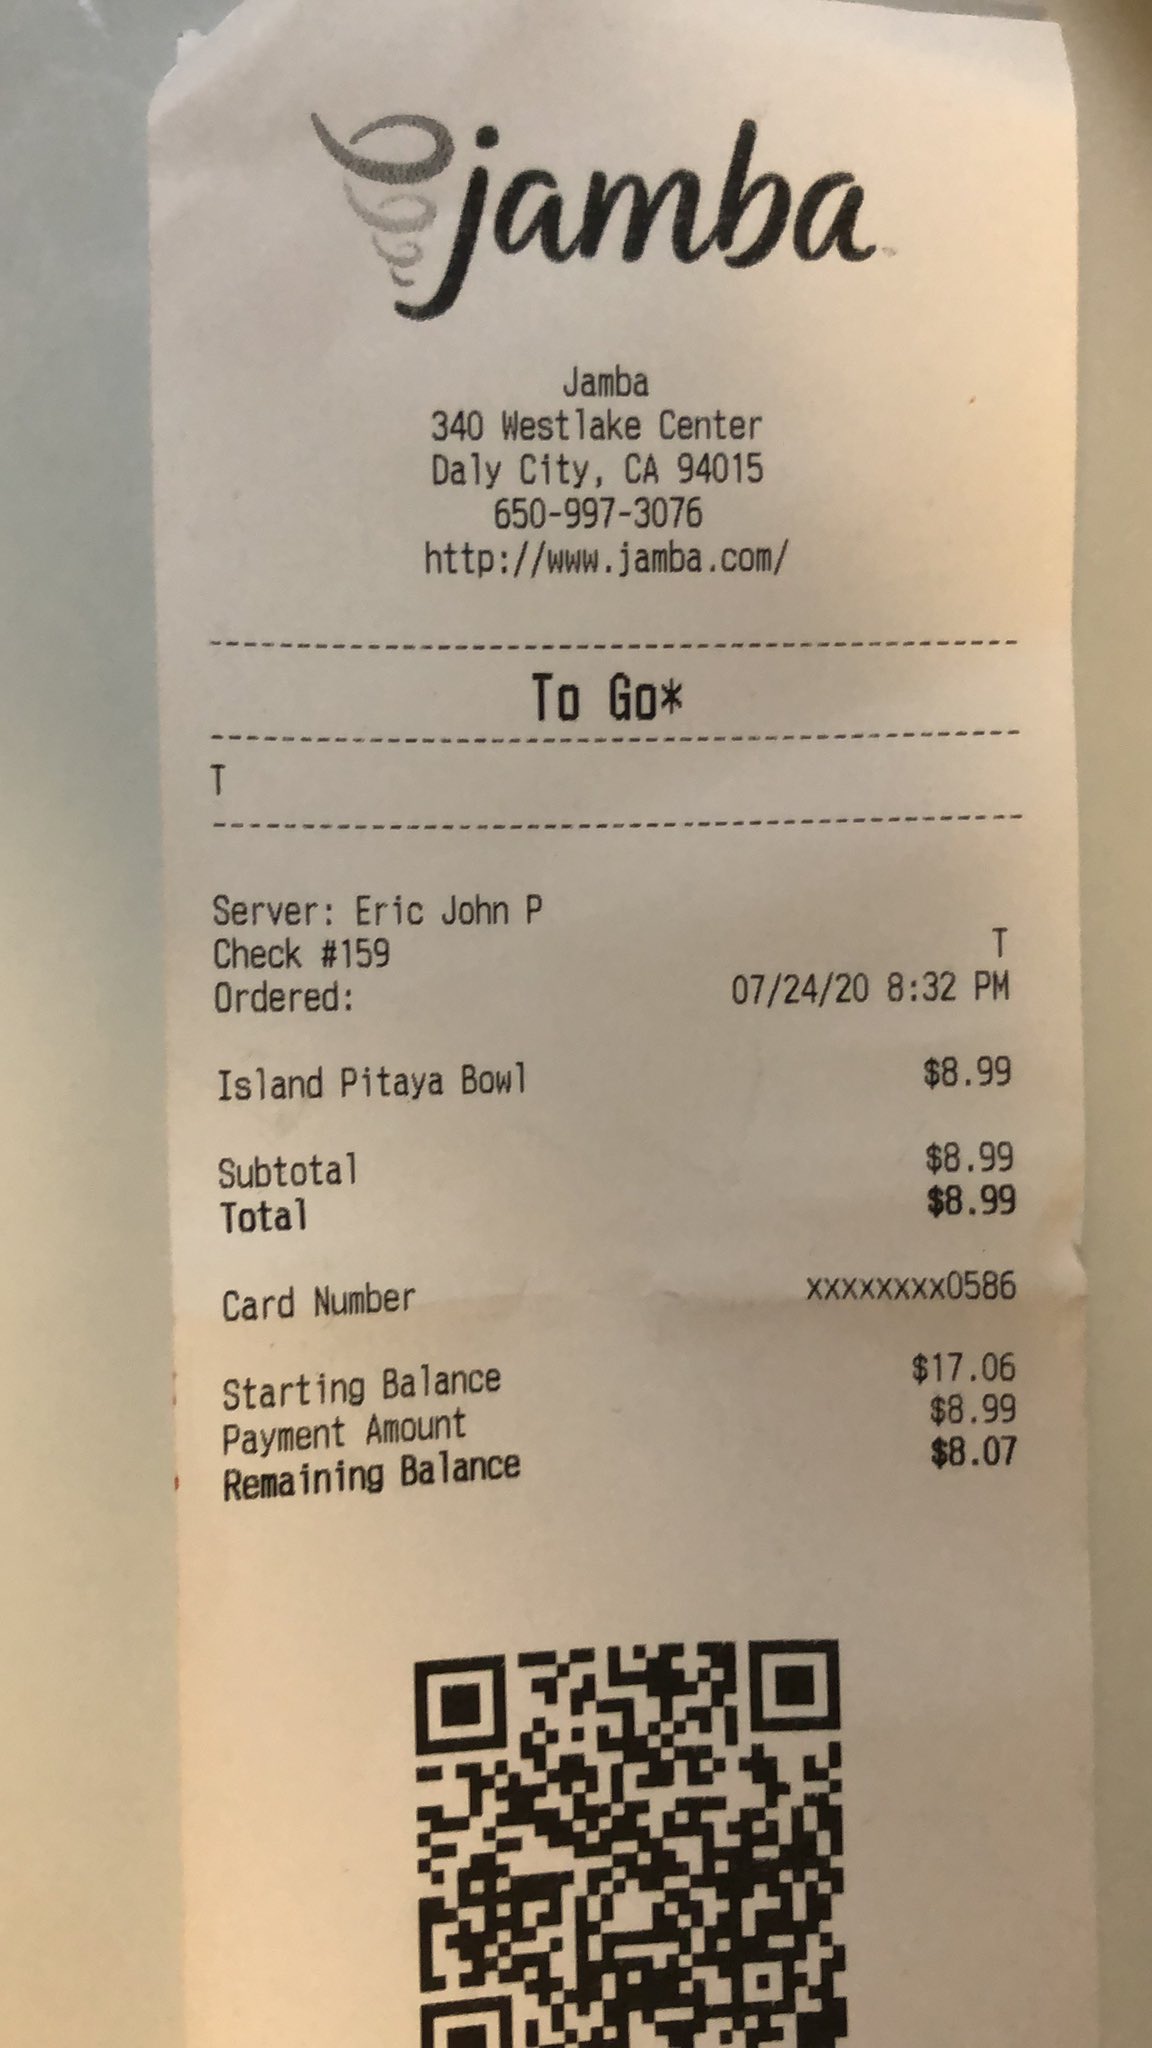 jamba
Jamba
340 Westlake Center
Daly City, CA 94015
650-997-3076
http://www.jamba.com/
To Go*
T
Server: Eric John P
Check #159 T
Ordered: 07/24/20 8:32 PM
Island Pitaya Bowl $8.99
Subtotal $8.99
Total $8.99
Card Number xxxxxxxx0586
Starting Balance $17.06
Payment Amount $8.99
Remaining Balance $8.07